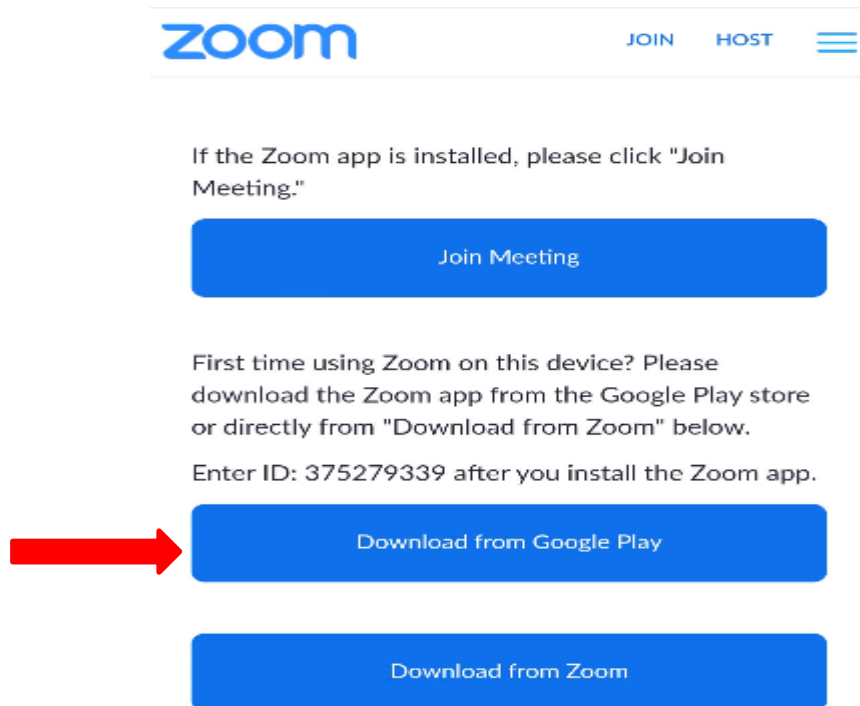 zoom JOIN HOST
If the Zoom app is installed, please click "Join
Meeting."
Join Meeting
First time using Zoom on this device? Please
download the Zoom app from the Google Play store
or directly from "Download from Zoom" below.
Enter ID: 375279339 after you install the Zoom app.
Download from Google Play
Download from Zoom